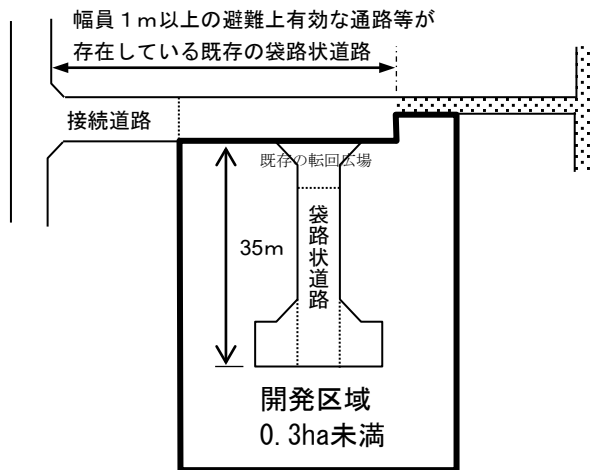 幅員１ｍ以上の避難上有効な通路等が
存在している既存の袋路状道路
接続道路
既存の転回広場
袋路状道路
35ｍ
開発区域
0.3ha未満